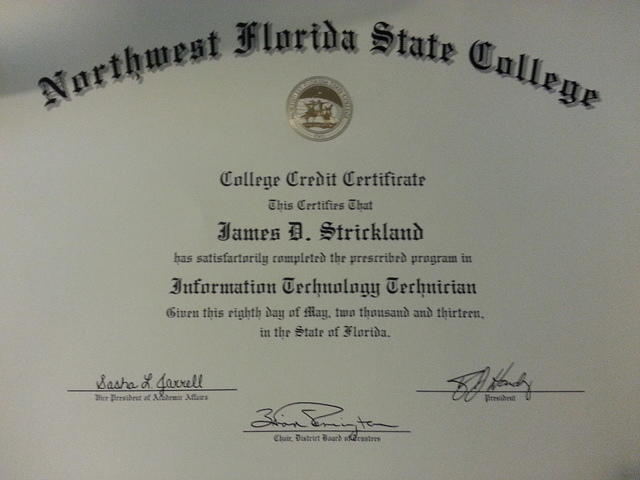 Northwest Florida State College
College Credit Certificate
This Certifies That
James D. Strickland
has satisfactorily completed the prescribed program in
Information Technology Technician
Given this eighth day of May, two thousand and thirteen,
in the State of Florida.
Sasha L. Jarrell
Vice President of Academic Affairs
President
Chair, District Board of Trustees